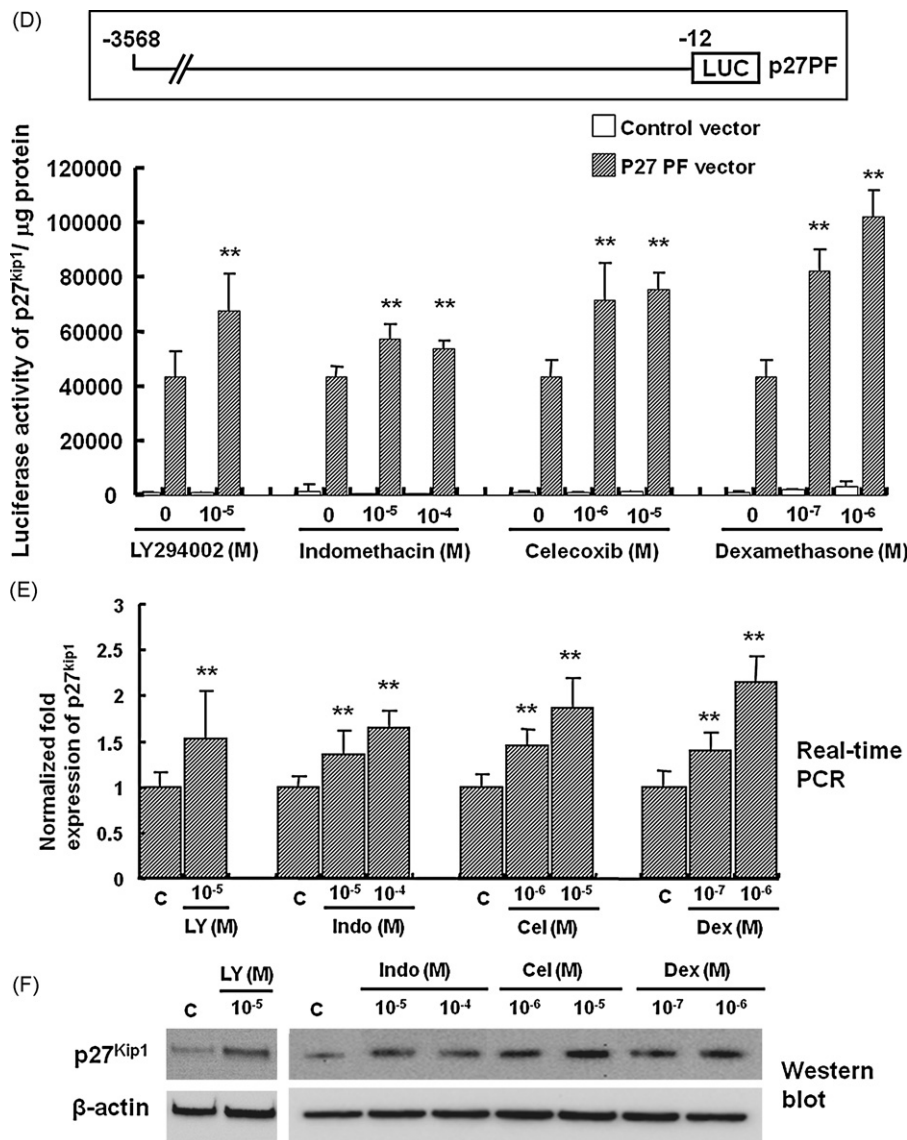 (D)
-3568 -12
LUC p27PF
Control vector
P27 PF vector
Luciferase activity of p27kip1/ μg protein
120000
100000
80000
60000
40000
20000
0
** ** ** ** ** ** **
0 10-5 0 10-5 10-4 0 10-6 10-5 0 10-7 10-6
LY294002 (M) Indomethacin (M) Celecoxib (M) Dexamethasone (M)
(E)
Normalized fold
expression of p27kip1
3
2.5
2
1.5
1
0.5
0
** ** ** ** ** ** **
Real-time
PCR
C 10-5 C 10-5 10-4 C 10-6 10-5 C 10-7 10-6
LY (M) Indo (M) Cel (M) Dex (M)
(F)
LY (M) Indo (M) Cel (M) Dex (M)
C 10-5 C 10-5 10-4 10-6 10-5 10-7 10-6
p27Kip1
β-actin
Western
blot